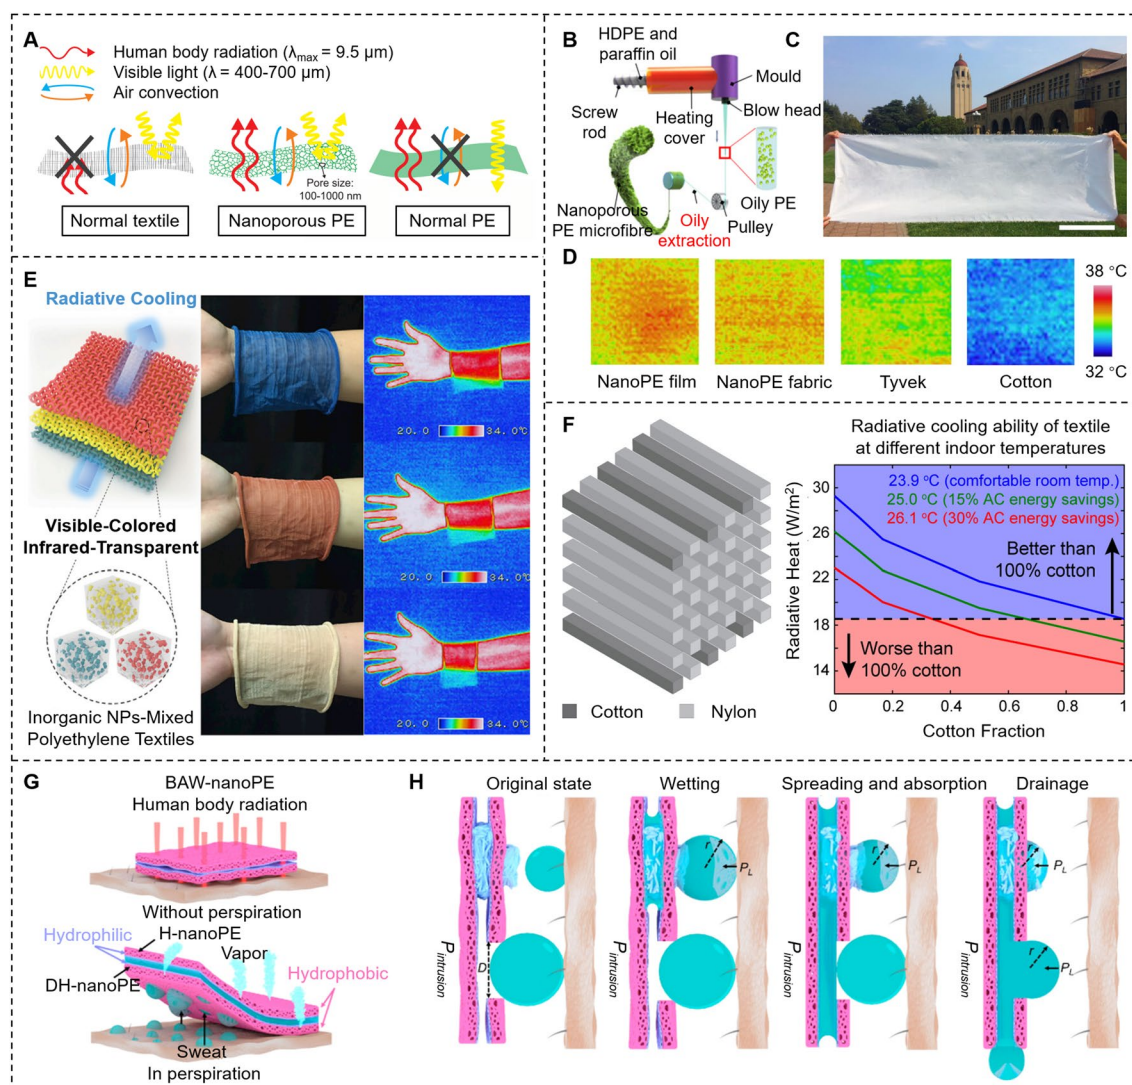 A
Human body radiation (λmax = 9.5 μm)
Visible light (λ = 400-700 μm)
Air convection
Pore size:
100-1000 nm
Normal textile
Nanoporous PE
Normal PE
B
HDPE and
paraffin oil
Mould
Blow head
Screw
rod
Heating
cover
Oily PE
Nanoporous
PE microfibre
Oily
extraction
Pulley
C
D
38 °C
32 °C
NanoPE film
NanoPE fabric
Tyvek
Cotton
E
Radiative Cooling
Visible-Colored
Infrared-Transparent
Inorganic NPs-Mixed
Polyethylene Textiles
20.0
34.0°C
20.0
34.0°C
20.0
34.0°C
F
Cotton
Nylon
Radiative cooling ability of textile
at different indoor temperatures
23.9 °C (comfortable room temp.)
25.0 °C (15% AC energy savings)
26.1 °C (30% AC energy savings)
Better than
100% cotton
Worse than
100% cotton
Radiative Heat (W/m²)
30
26
22
18
14
0
0.2
0.4
0.6
0.8
1
Cotton Fraction
G
BAW-nanoPE
Human body radiation
Without perspiration
Hydrophilic
H-nanoPE
Vapor
Hydrophobic
DH-nanoPE
Sweat
In perspiration
H
Original state
Wetting
Spreading and absorption
Drainage
D
Pintrusion
r
PL
Pintrusion
r
PL
Pintrusion
r
PL
r
PL
Pintrusion